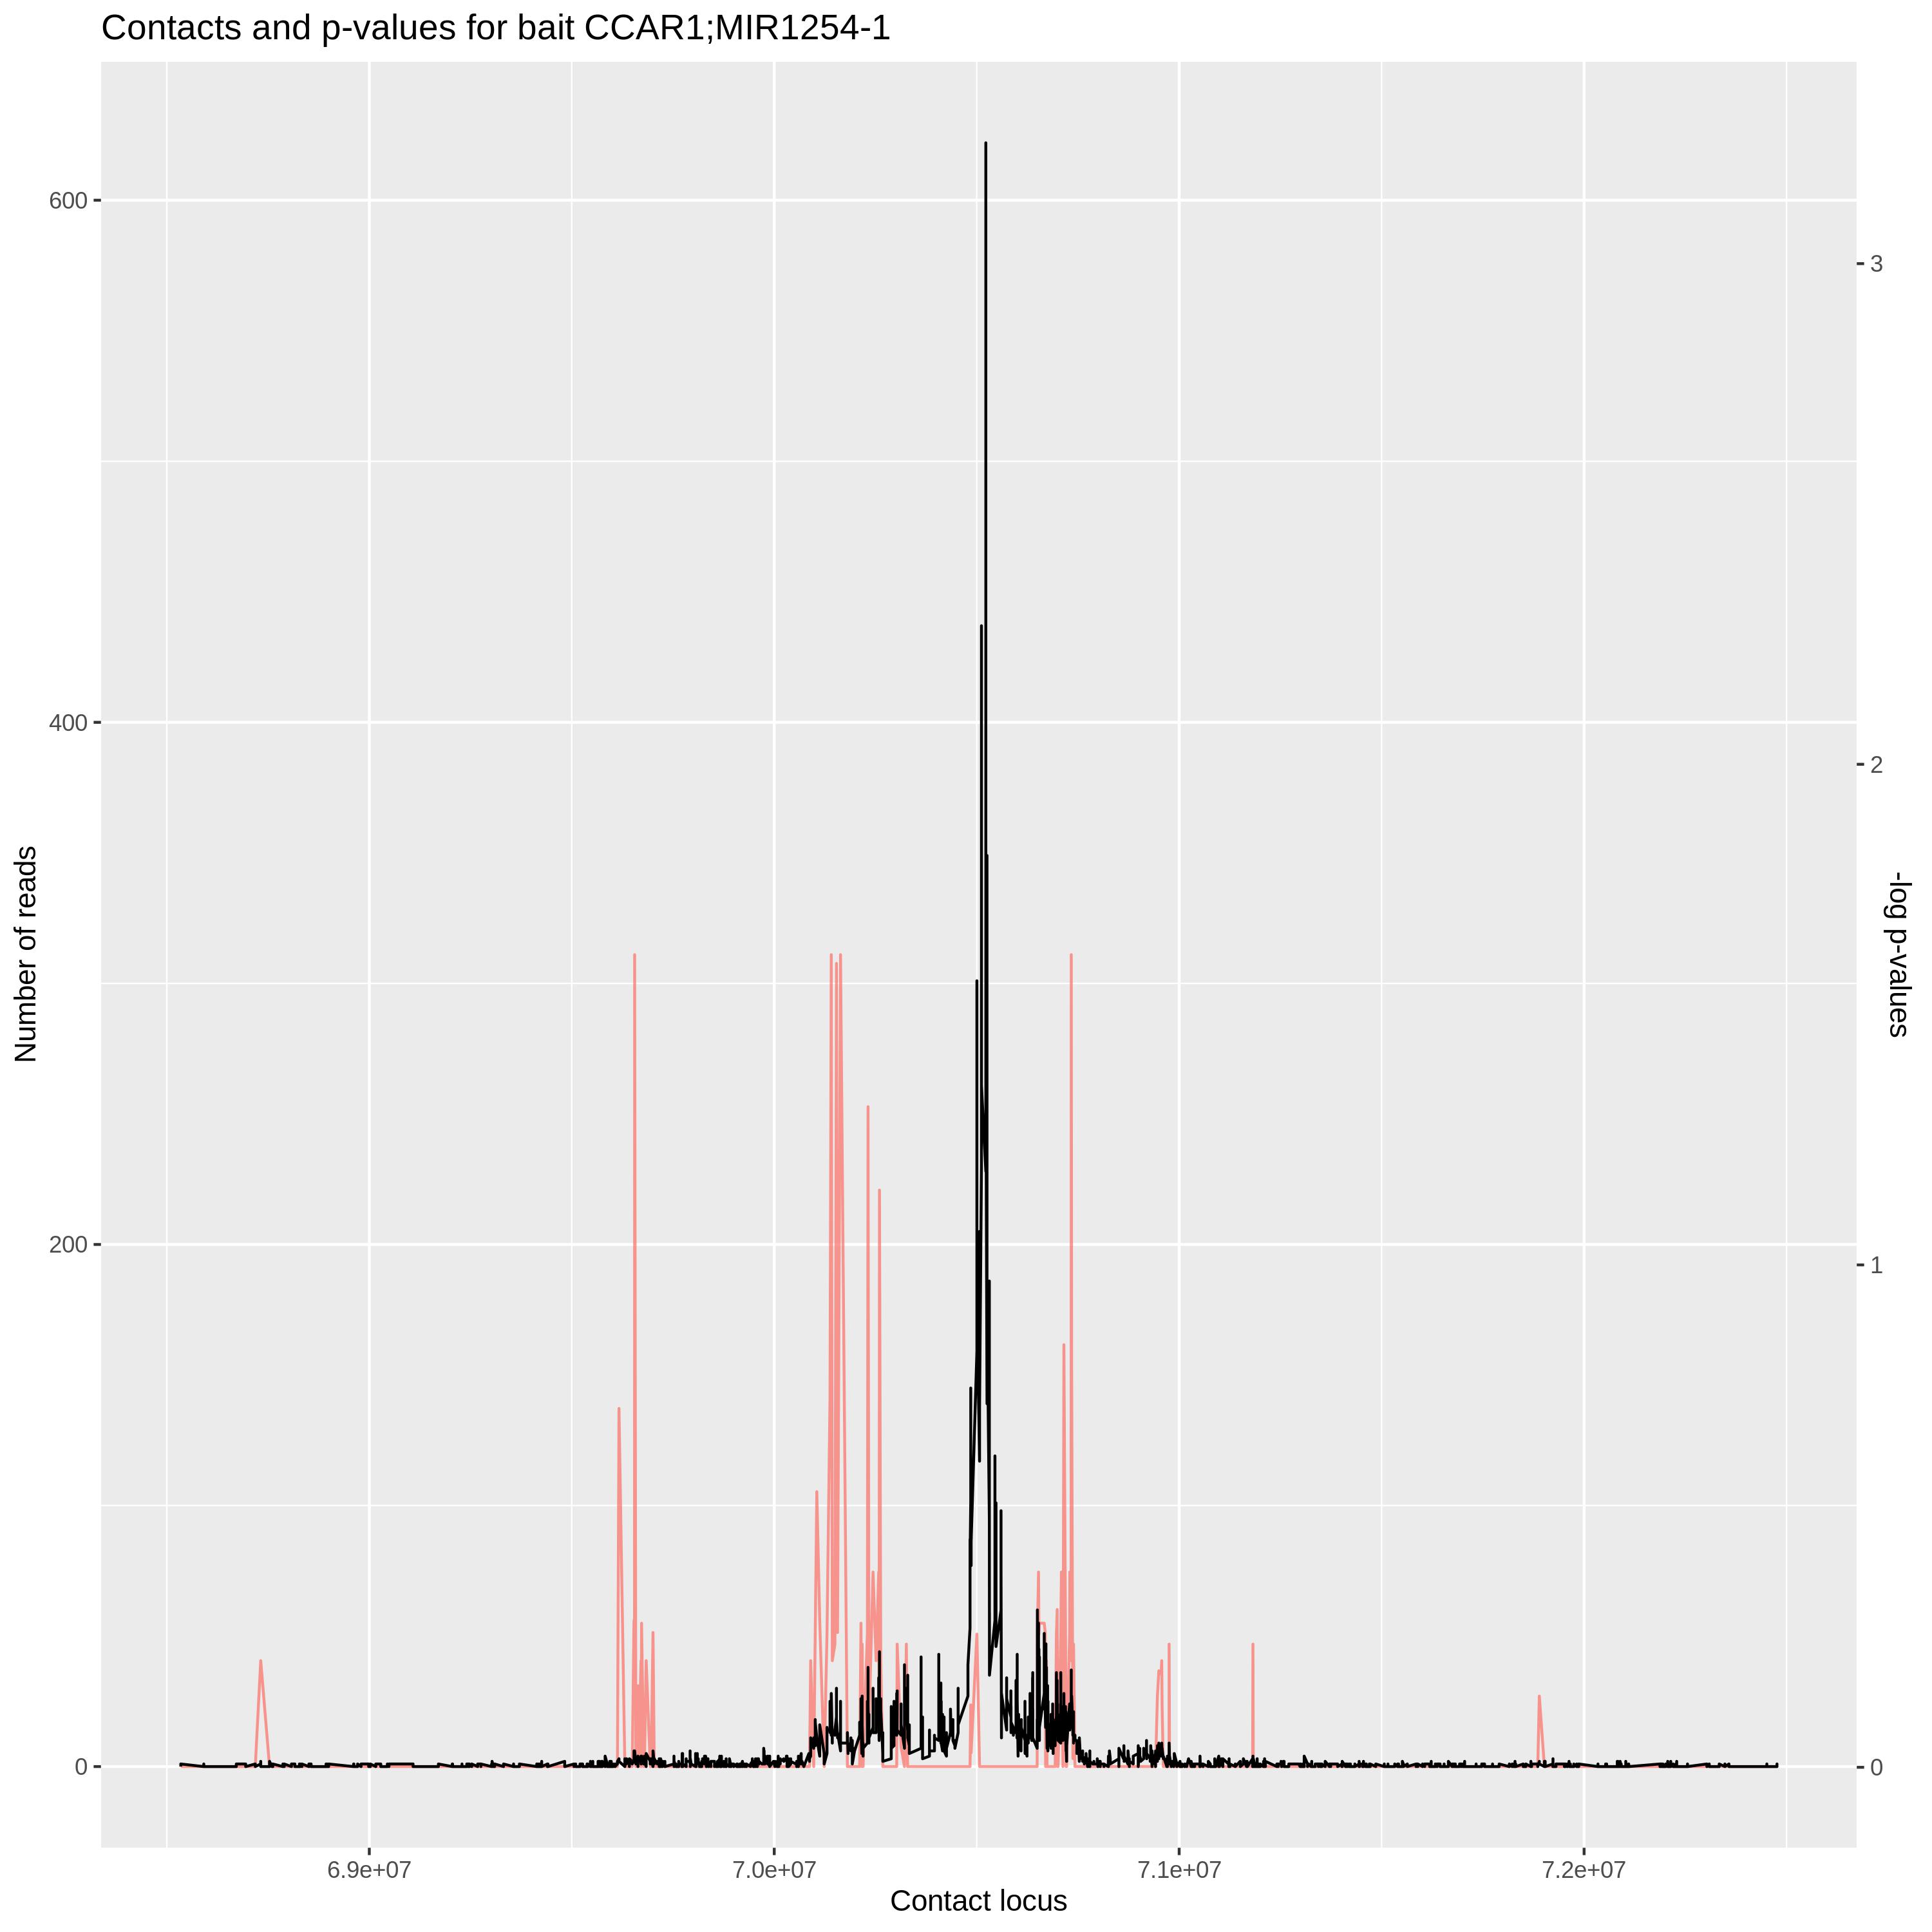 Contacts and p-values for bait CCAR1;MIR1254-1
600
400
200
0
Number of reads
3
2
1
0
-log p-values
6.9e+07
7.0e+07
7.1e+07
7.2e+07
Contact locus